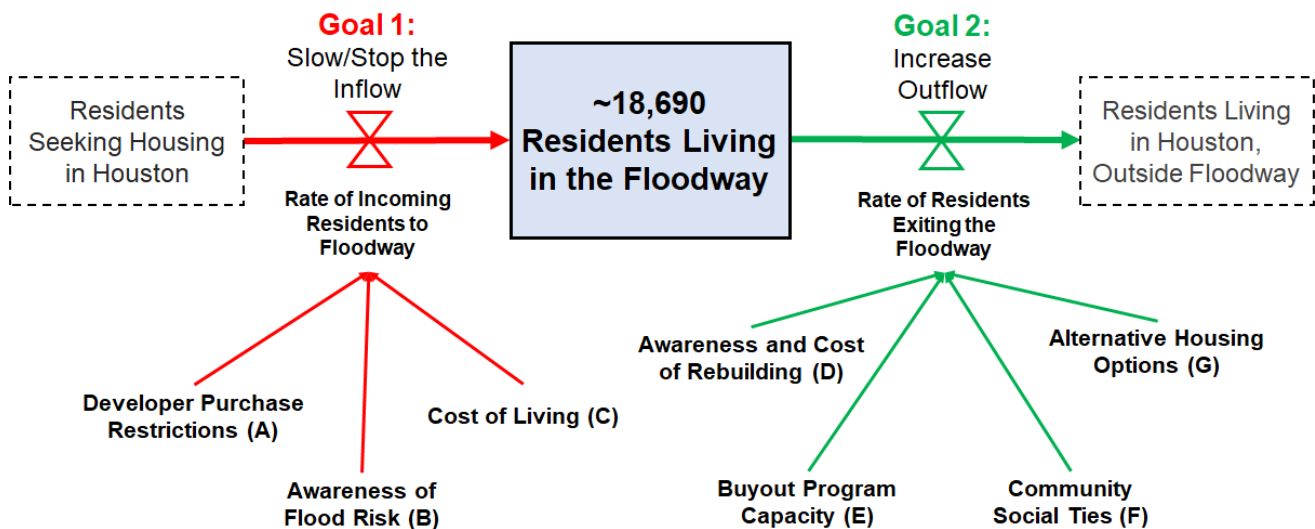 Goal 1:
Slow/Stop the
Inflow
Goal 2:
Increase
Outflow
Residents
Seeking Housing
in Houston
~18,690
Residents Living
in the Floodway
Residents Living
in Houston,
Outside Floodway
Rate of Incoming
Residents to
Floodway
Rate of Residents
Exiting the
Floodway
Developer Purchase
Restrictions (A)
Awareness of
Flood Risk (B)
Cost of Living (C)
Awareness and Cost
of Rebuilding (D)
Buyout Program
Capacity (E)
Community
Social Ties (F)
Alternative Housing
Options (G)